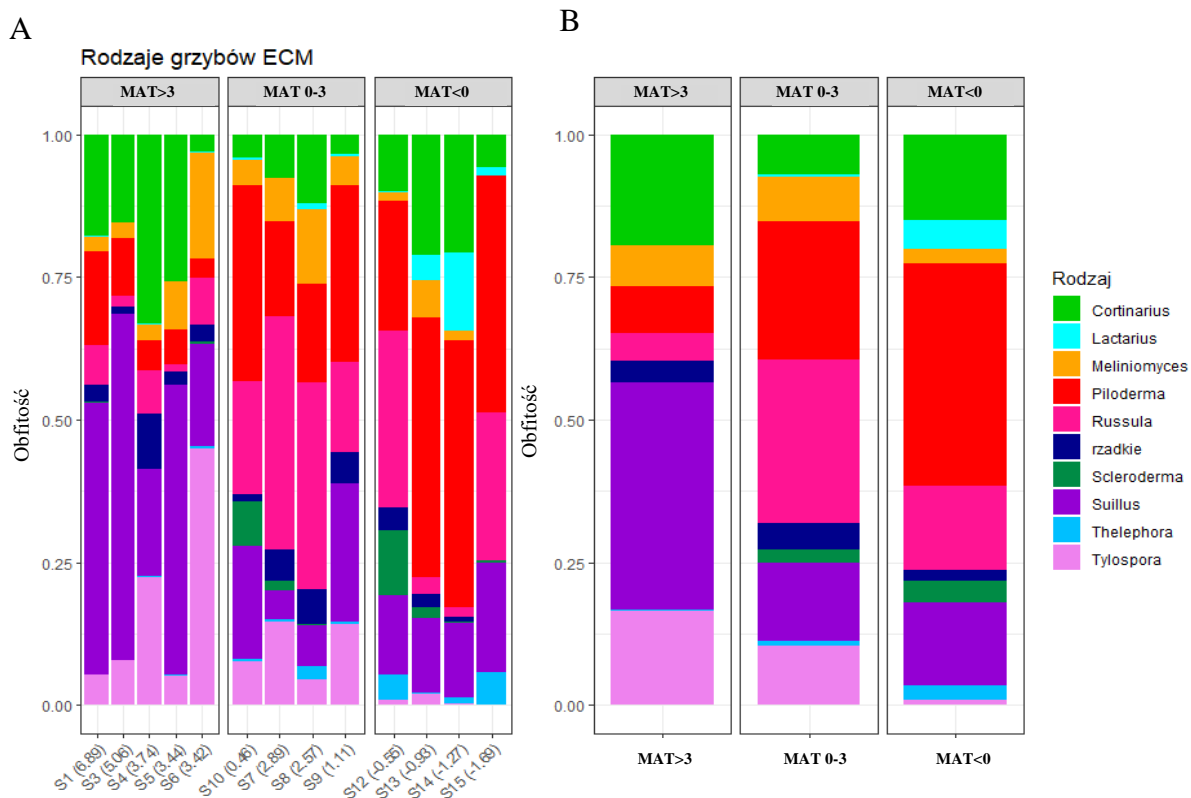 A
B
Rodzaje grzybów ECM
MAT>3
MAT 0-3
MAT<0
MAT>3
MAT 0-3
MAT<0
Obfitość
1.00
0.75
0.50
0.25
0.00
Obfitość
1.00
0.75
0.50
0.25
0.00
S1 (6.89)
S3 (5.06)
S4 (3.74)
S5 (3.44)
S6 (3.42)
S10 (0.46)
S7 (2.89)
S8 (2.57)
S9 (1.11)
S12 (-0.56)
S13 (-0.93)
S14 (-1.27)
S15 (-1.69)
MAT>3
MAT 0-3
MAT<0
Rodzaj
Cortinarius
Lactarius
Meliniomyces
Piloderma
Russula
rzadkie
Scleroderma
Suillus
Thelephora
Tylospora